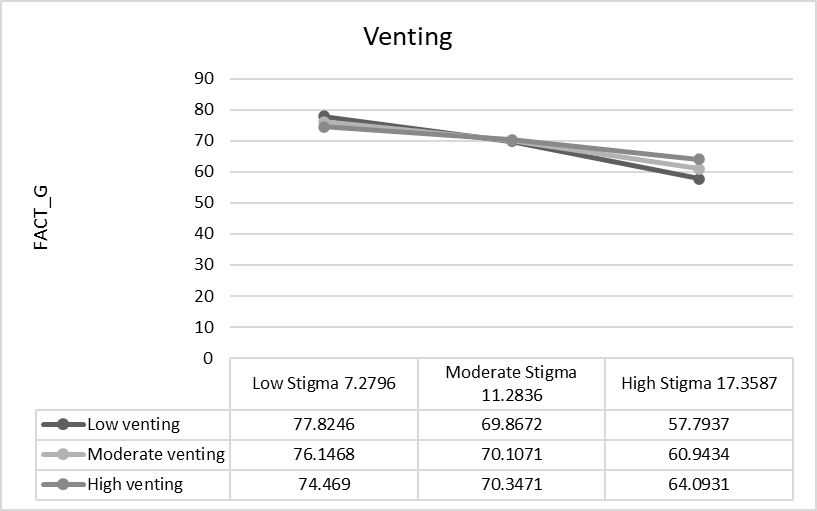 Venting
FACT_G
90
80
70
60
50
40
30
20
10
0
Low Stigma 7.2796
Moderate Stigma
11.2836
High Stigma 17.3587
Low venting 77.8246 69.8672 57.7937
Moderate venting 76.1468 70.1071 60.9434
High venting 74.469 70.3471 64.0931